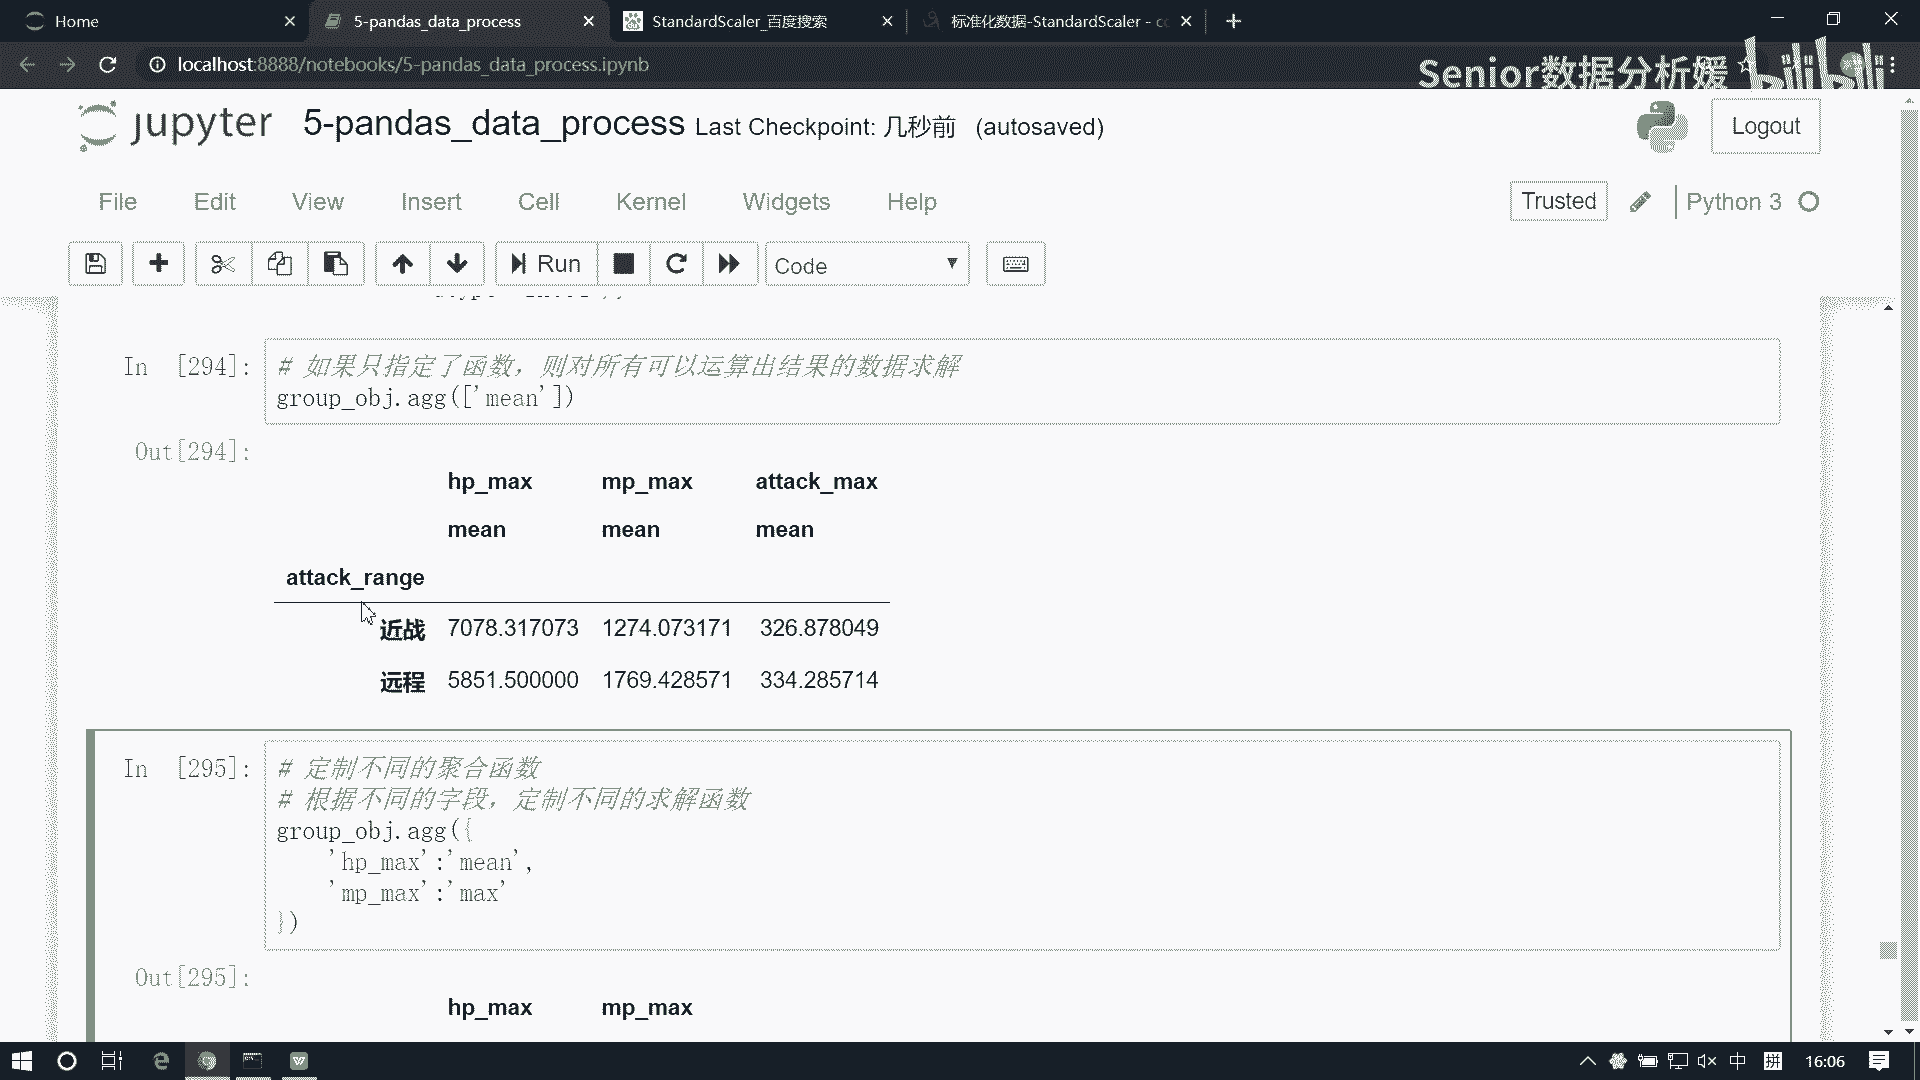 Home
5-pandas_data_process
StandardScaler_百度搜索
标准化数据-StandardScaler - cc
localhost:8888/notebooks/5-pandas_data_process.ipynb
Senior数据分析媛 bilibili
jupyter 5-pandas_data_process Last Checkpoint: 几秒前 (autosaved)
Logout
File Edit View Insert Cell Kernel Widgets Help
Trusted Python 3
Run Code
In [294]: # 如果只指定了函数，则对所有可以运算出结果的数据求解
group_obj.agg(['mean'])
Out[294]:
hp_max mp_max attack_max
mean mean mean
attack_range
近战 7078.317073 1274.073171 326.878049
远程 5851.500000 1769.428571 334.285714
In [295]: # 定制不同的聚合函数
# 根据不同的字段，定制不同的求解函数
group_obj.agg({
'hp_max':'mean',
'mp_max':'max'
})
Out[295]:
hp_max mp_max
中 拼 16:06